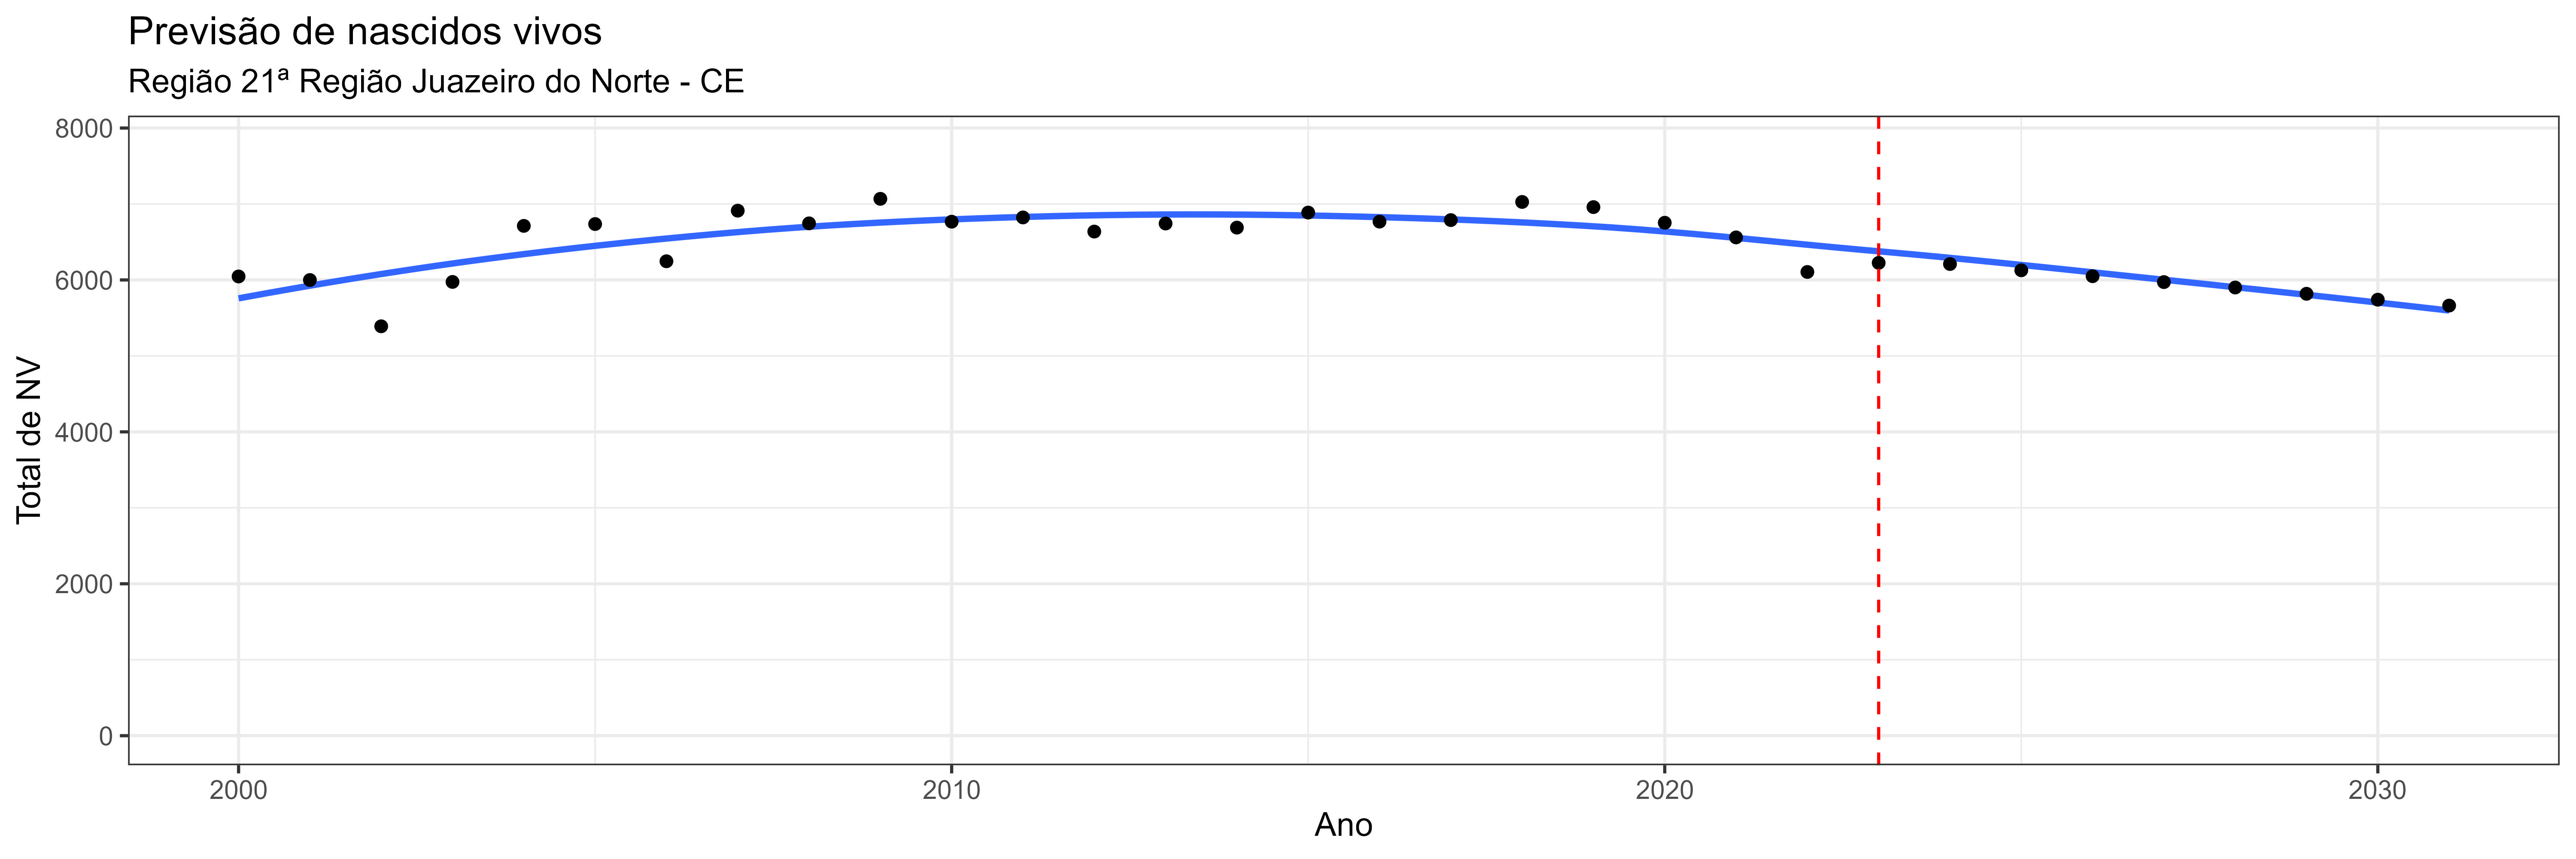 Previsão de nascidos vivos
Região 21ª Região Juazeiro do Norte - CE
Total de NV
8000
6000
4000
2000
0
2000
2010
2020
2030
Ano